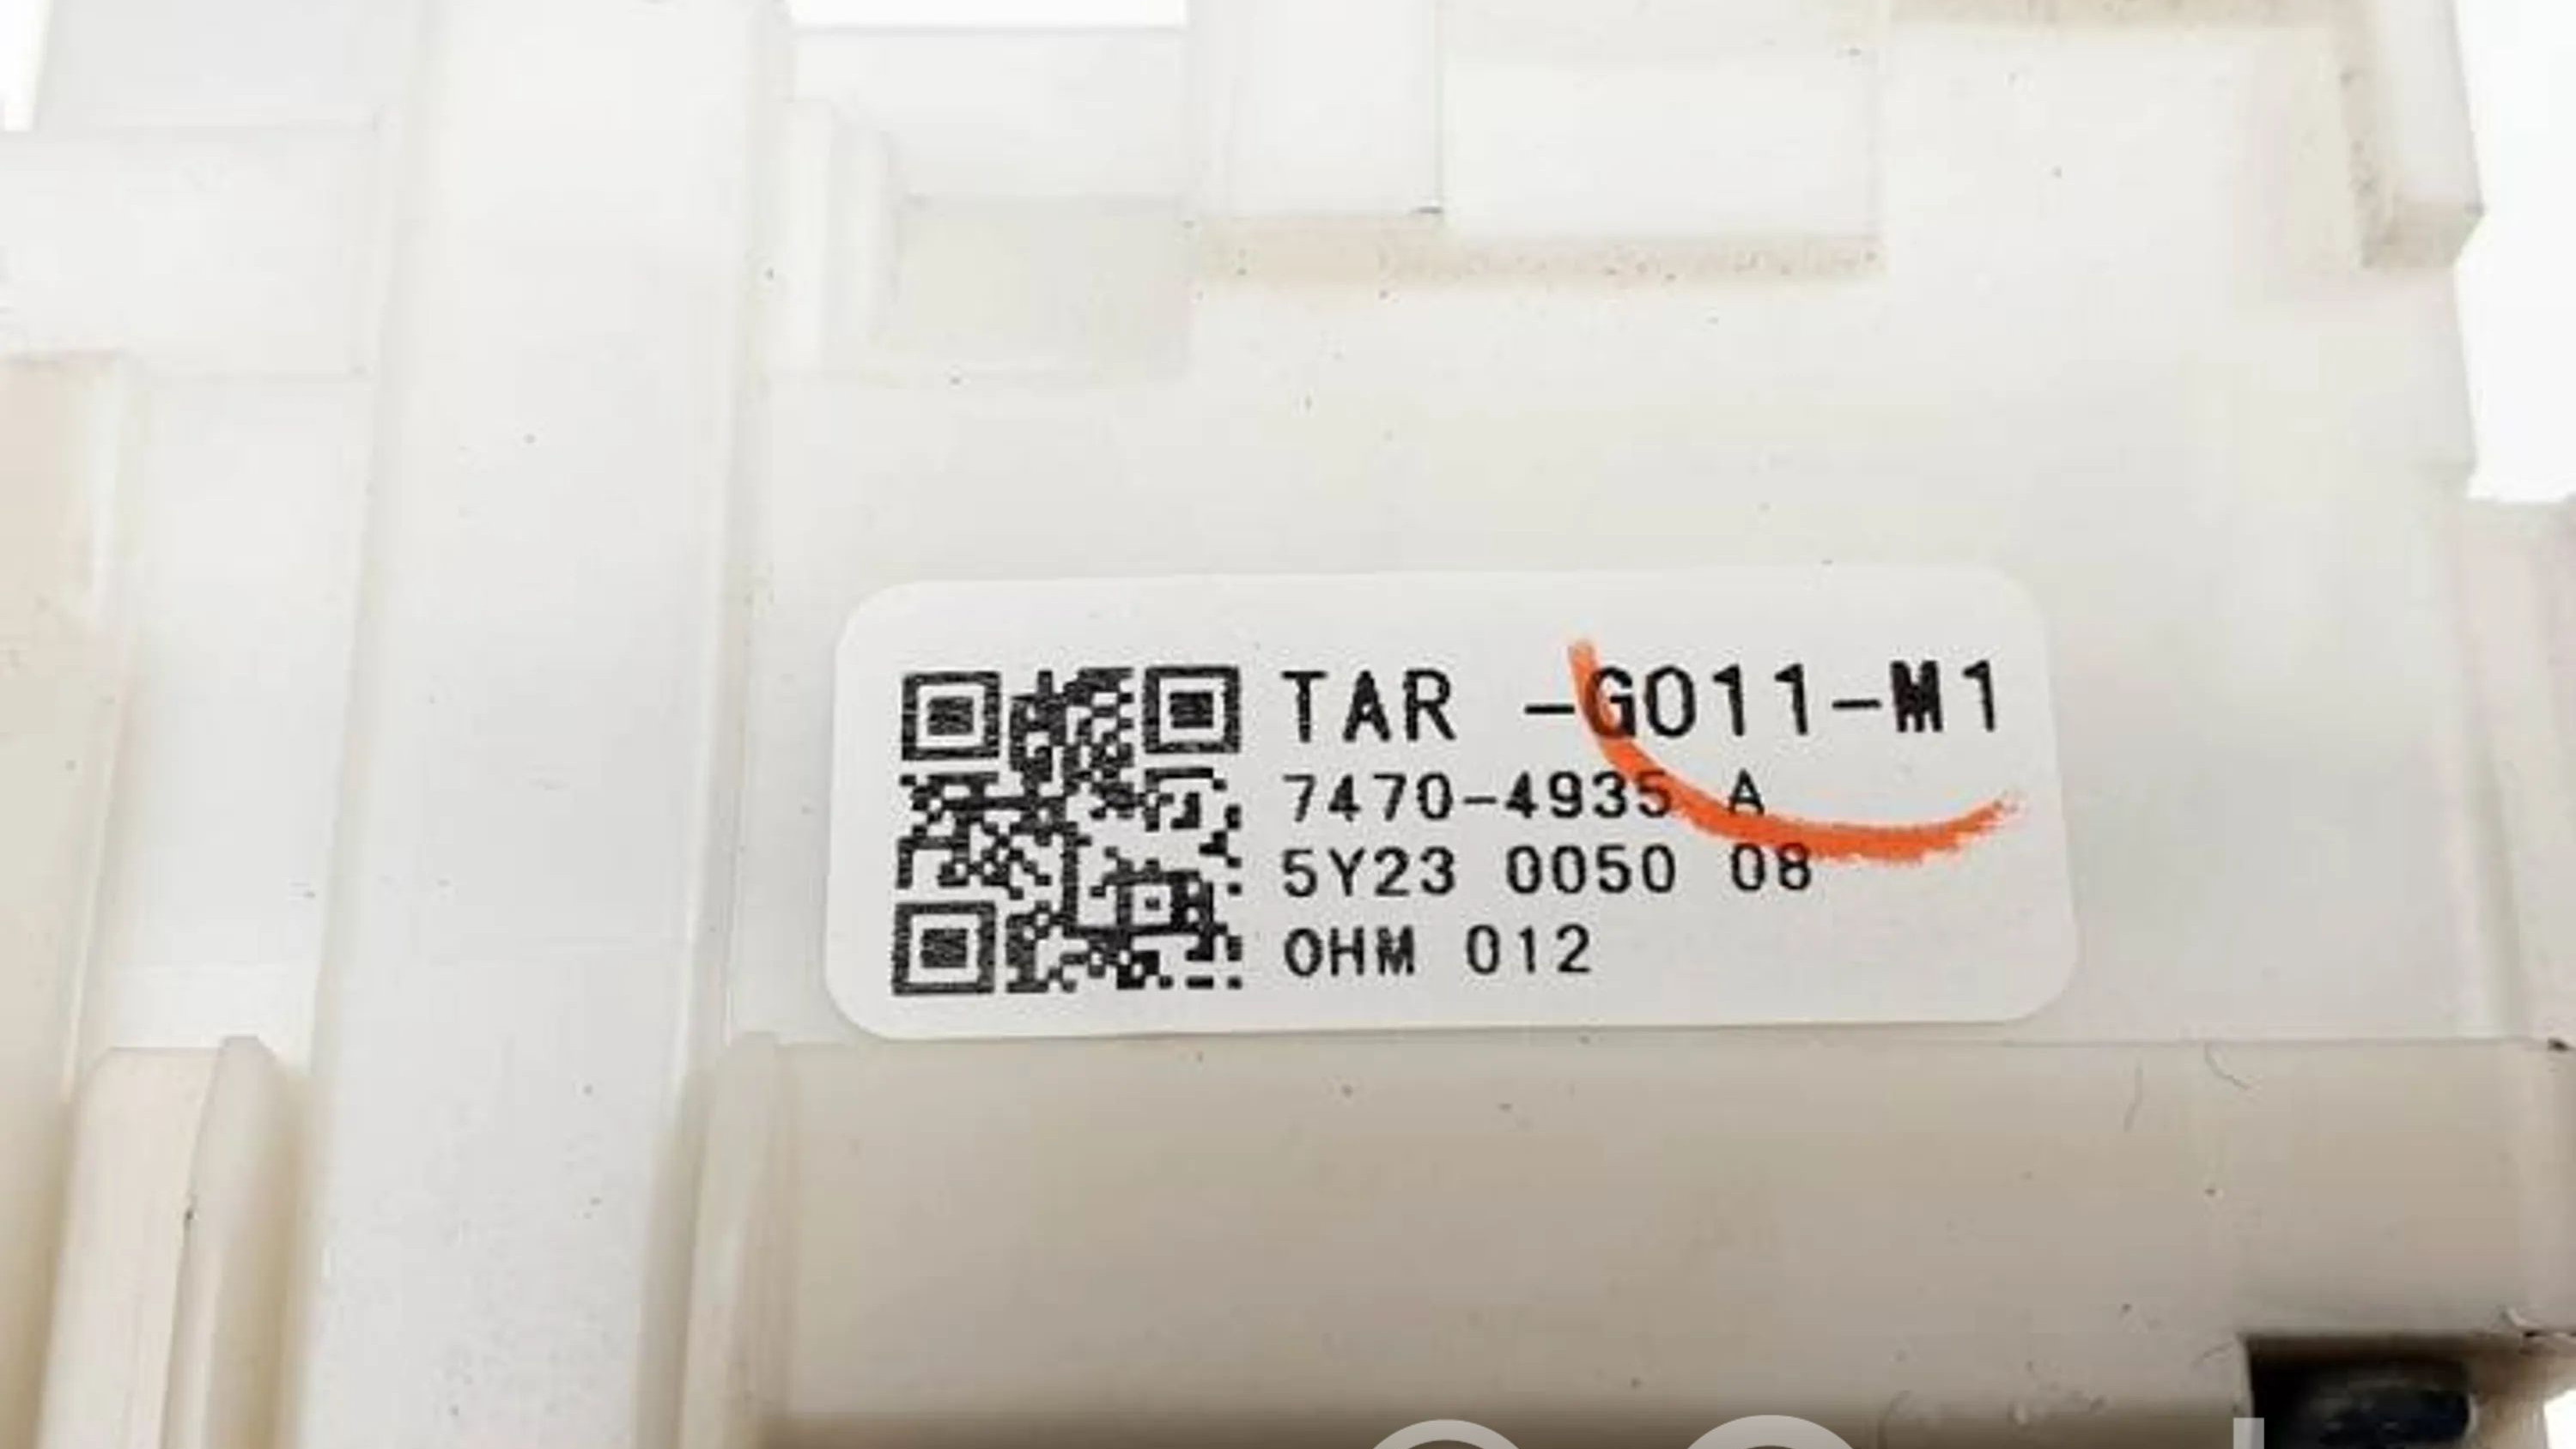 TAR -G011-M1
7470-4935 A
5Y23 0050 08
OHM 012